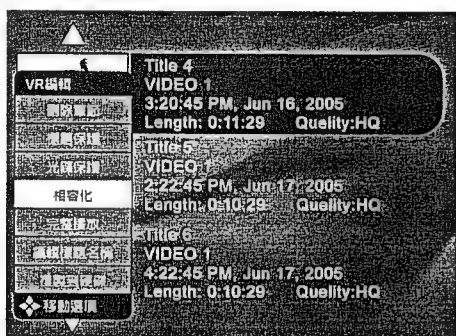 VR編輯
相容化
移動選項
Title 4
VIDEO 1
3:20:45 PM, Jun 16, 2005
Length: 0:11:29 Quelity:HQ
Title 5
VIDEO 1
2:22:45 PM, Jun 17, 2005
Length: 0:10:29 Quelity:HQ
Title 6
VIDEO 1
4:22:45 PM, Jun 17, 2005
Length: 0:10:29 Quelity:HQ